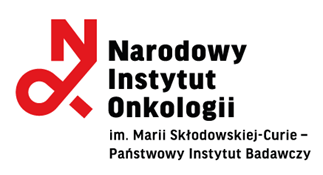 Narodowy
Instytut
Onkologii
im. Marii Skłodowskiej-Curie –
Państwowy Instytut Badawczy